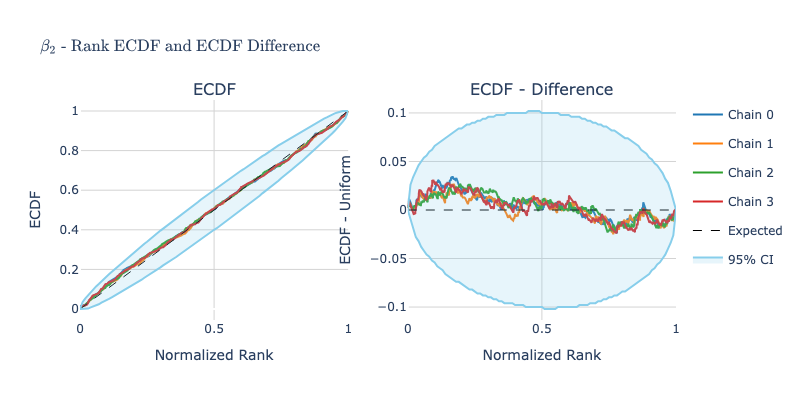 β₂ - Rank ECDF and ECDF Difference
ECDF
ECDF - Difference
ECDF
1
0.8
0.6
0.4
0.2
0
0
0.5
1
Normalized Rank
ECDF - Uniform
0.1
0.05
0
−0.05
−0.1
0
0.5
1
Normalized Rank
Chain 0
Chain 1
Chain 2
Chain 3
Expected
95% CI